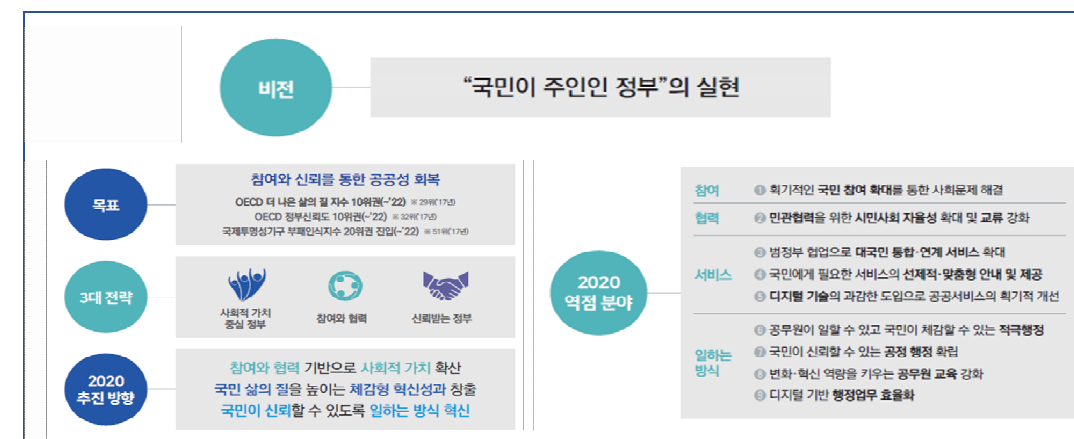 비전
“국민이 주인인 정부”의 실현
목표
참여와 신뢰를 통한 공공성 회복
OECD 더 나은 삶의 질 지수 10위권(~'22) ※ 29위('17년)
OECD 정부신뢰도 10위권(~'22) ※ 32위('17년)
국제투명성기구 부패인식지수 20위권 진입(~'22) ※ 51위('17년)
3대 전략
사회적 가치
중심 정부
참여와 협력
신뢰받는 정부
2020
추진 방향
참여와 협력 기반으로 사회적 가치 확산
국민 삶의 질을 높이는 체감형 혁신성과 창출
국민이 신뢰할 수 있도록 일하는 방식 혁신
2020
역점 분야
참여
❶ 획기적인 국민 참여 확대를 통한 사회문제 해결
협력
❷ 민관협력을 위한 시민사회 자율성 확대 및 교류 강화
서비스
❸ 범정부 협업으로 대국민 통합·연계 서비스 확대
❹ 국민에게 필요한 서비스의 선제적·맞춤형 안내 및 제공
❺ 디지털 기술의 과감한 도입으로 공공서비스의 획기적 개선
일하는
방식
❻ 공무원이 일할 수 있고 국민이 체감할 수 있는 적극행정
❼ 국민이 신뢰할 수 있는 공정 행정 확립
❽ 변화·혁신 역량을 키우는 공무원 교육 강화
❾ 디지털 기반 행정업무 효율화